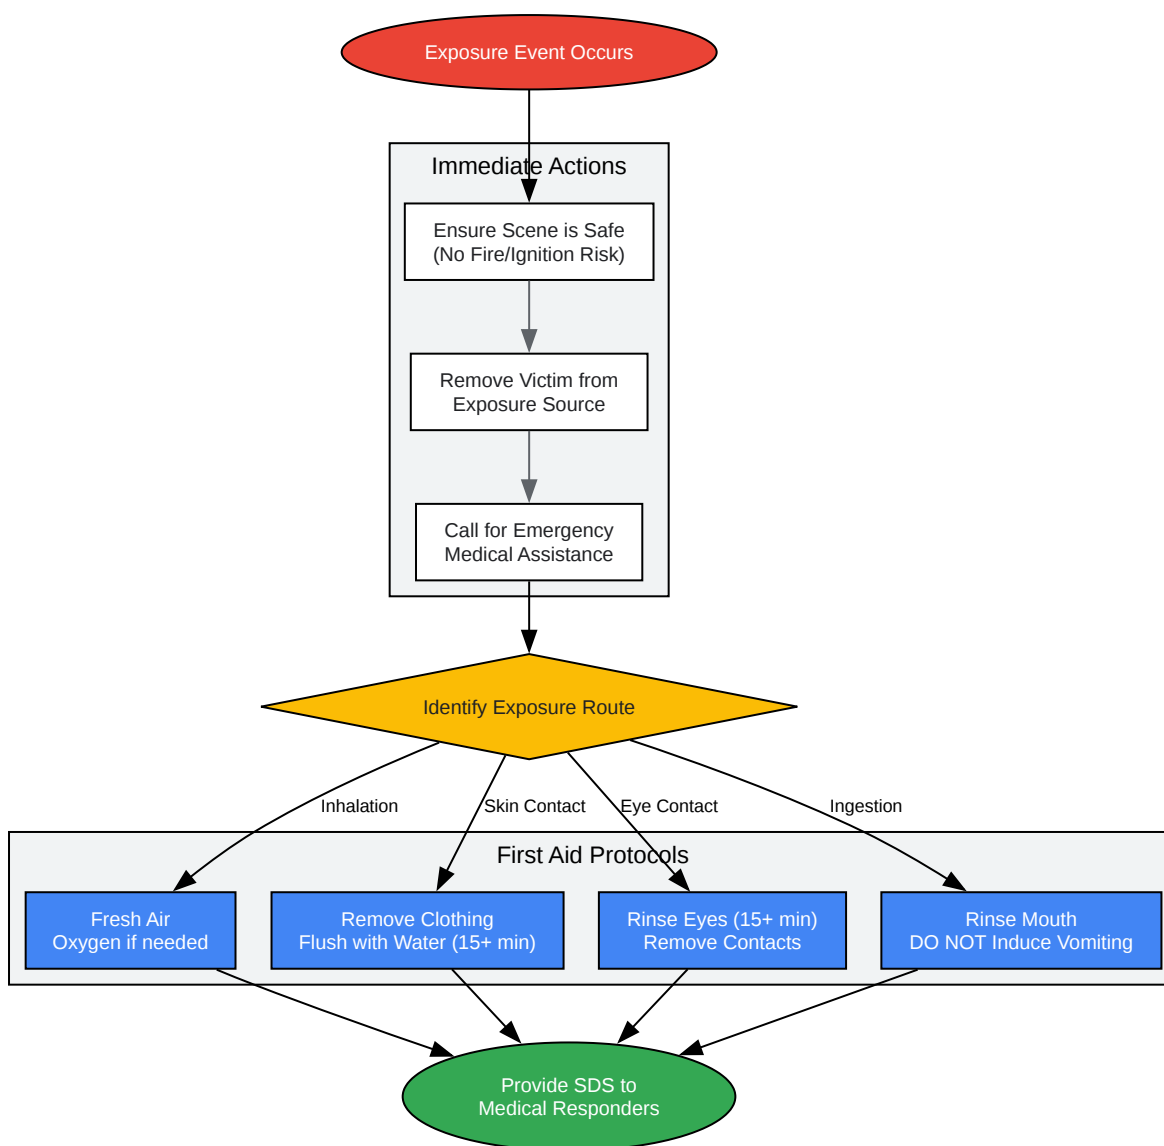 Exposure Event Occurs
Immediate Actions
Ensure Scene is Safe
(No Fire/Ignition Risk)
Remove Victim from
Exposure Source
Call for Emergency
Medical Assistance
Identify Exposure Route
Inhalation
Skin Contact
Eye Contact
Ingestion
First Aid Protocols
Fresh Air
Oxygen if needed
Remove Clothing
Flush with Water (15+ min)
Rinse Eyes (15+ min)
Remove Contacts
Rinse Mouth
DO NOT Induce Vomiting
Provide SDS to
Medical Responders